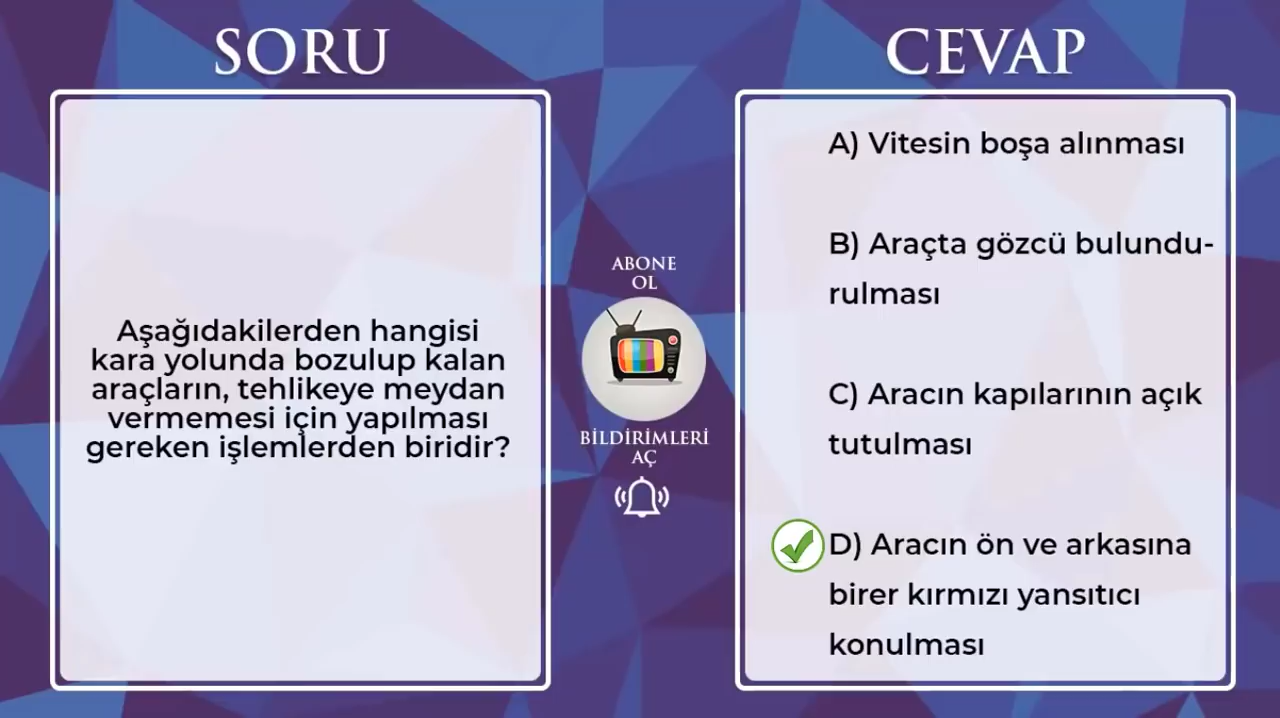 SORU
Aşağıdakilerden hangisi
kara yolunda bozulup kalan
araçların, tehlikeye meydan
vermemesi için yapılması
gereken işlemlerden biridir?
ABONE
OL
BİLDİRİMLERİ
AÇ
CEVAP
A) Vitesin boşa alınması
B) Araçta gözcü bulundu-
rulması
C) Aracın kapılarının açık
tutulması
D) Aracın ön ve arkasına
birer kırmızı yansıtıcı
konulması